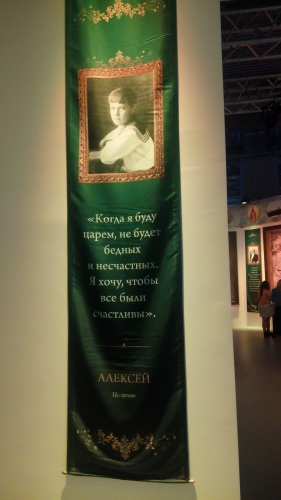 «Когда я буду
царем, не будет
бедных
и несчастных.
Я хочу, чтобы
все были
счастливы».
АЛЕКСЕЙ
Цесаревич